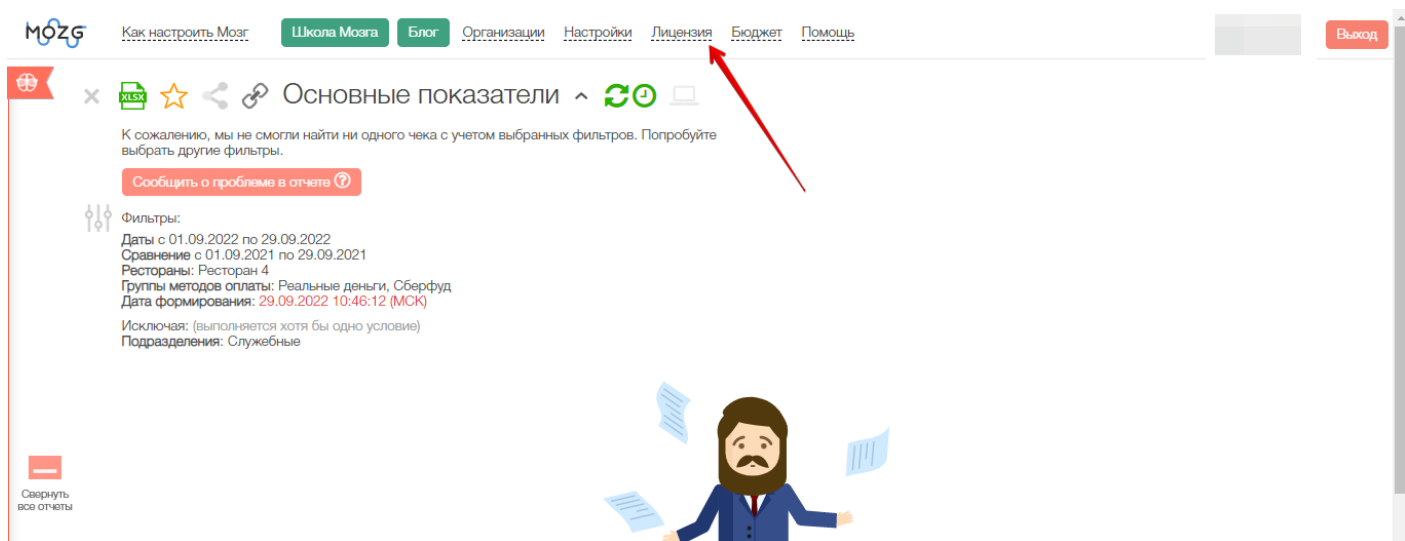 MOZG Как настроить Мозг Школа Мозга Блог Организации Настройки Лицензия Бюджет Помощь Выход
XLSX Основные показатели
К сожалению, мы не смогли найти ни одного чека с учетом выбранных фильтров. Попробуйте
выбрать другие фильтры.
Сообщить о проблеме в отчете ?
Фильтры:
Даты с 01.09.2022 по 29.09.2022
Сравнение с 01.09.2021 по 29.09.2021
Рестораны: Ресторан 4
Группы методов оплаты: Реальные деньги, Сберфуд
Дата формирования: 29.09.2022 10:46:12 (МСК)
Исключая: (выполняется хотя бы одно условие)
Подразделения: Служебные
Свернуть
все отчеты